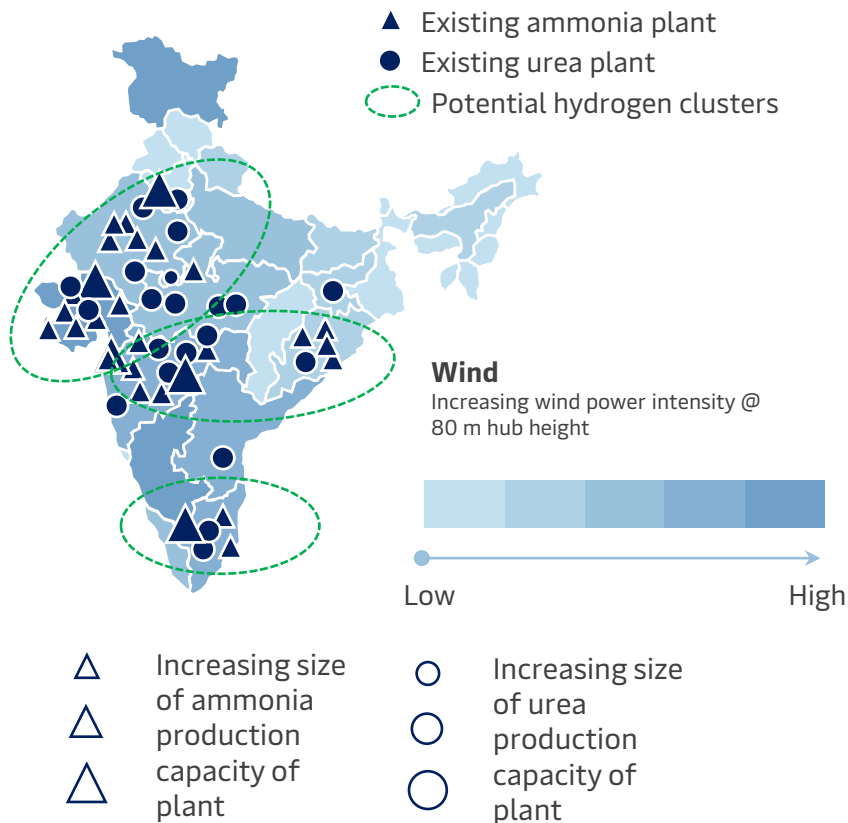 Existing ammonia plant
Existing urea plant
Potential hydrogen clusters
Wind
Increasing wind power intensity @
80 m hub height
Low
High
Increasing size
of ammonia
production
capacity of
plant
Increasing size
of urea
production
capacity of
plant